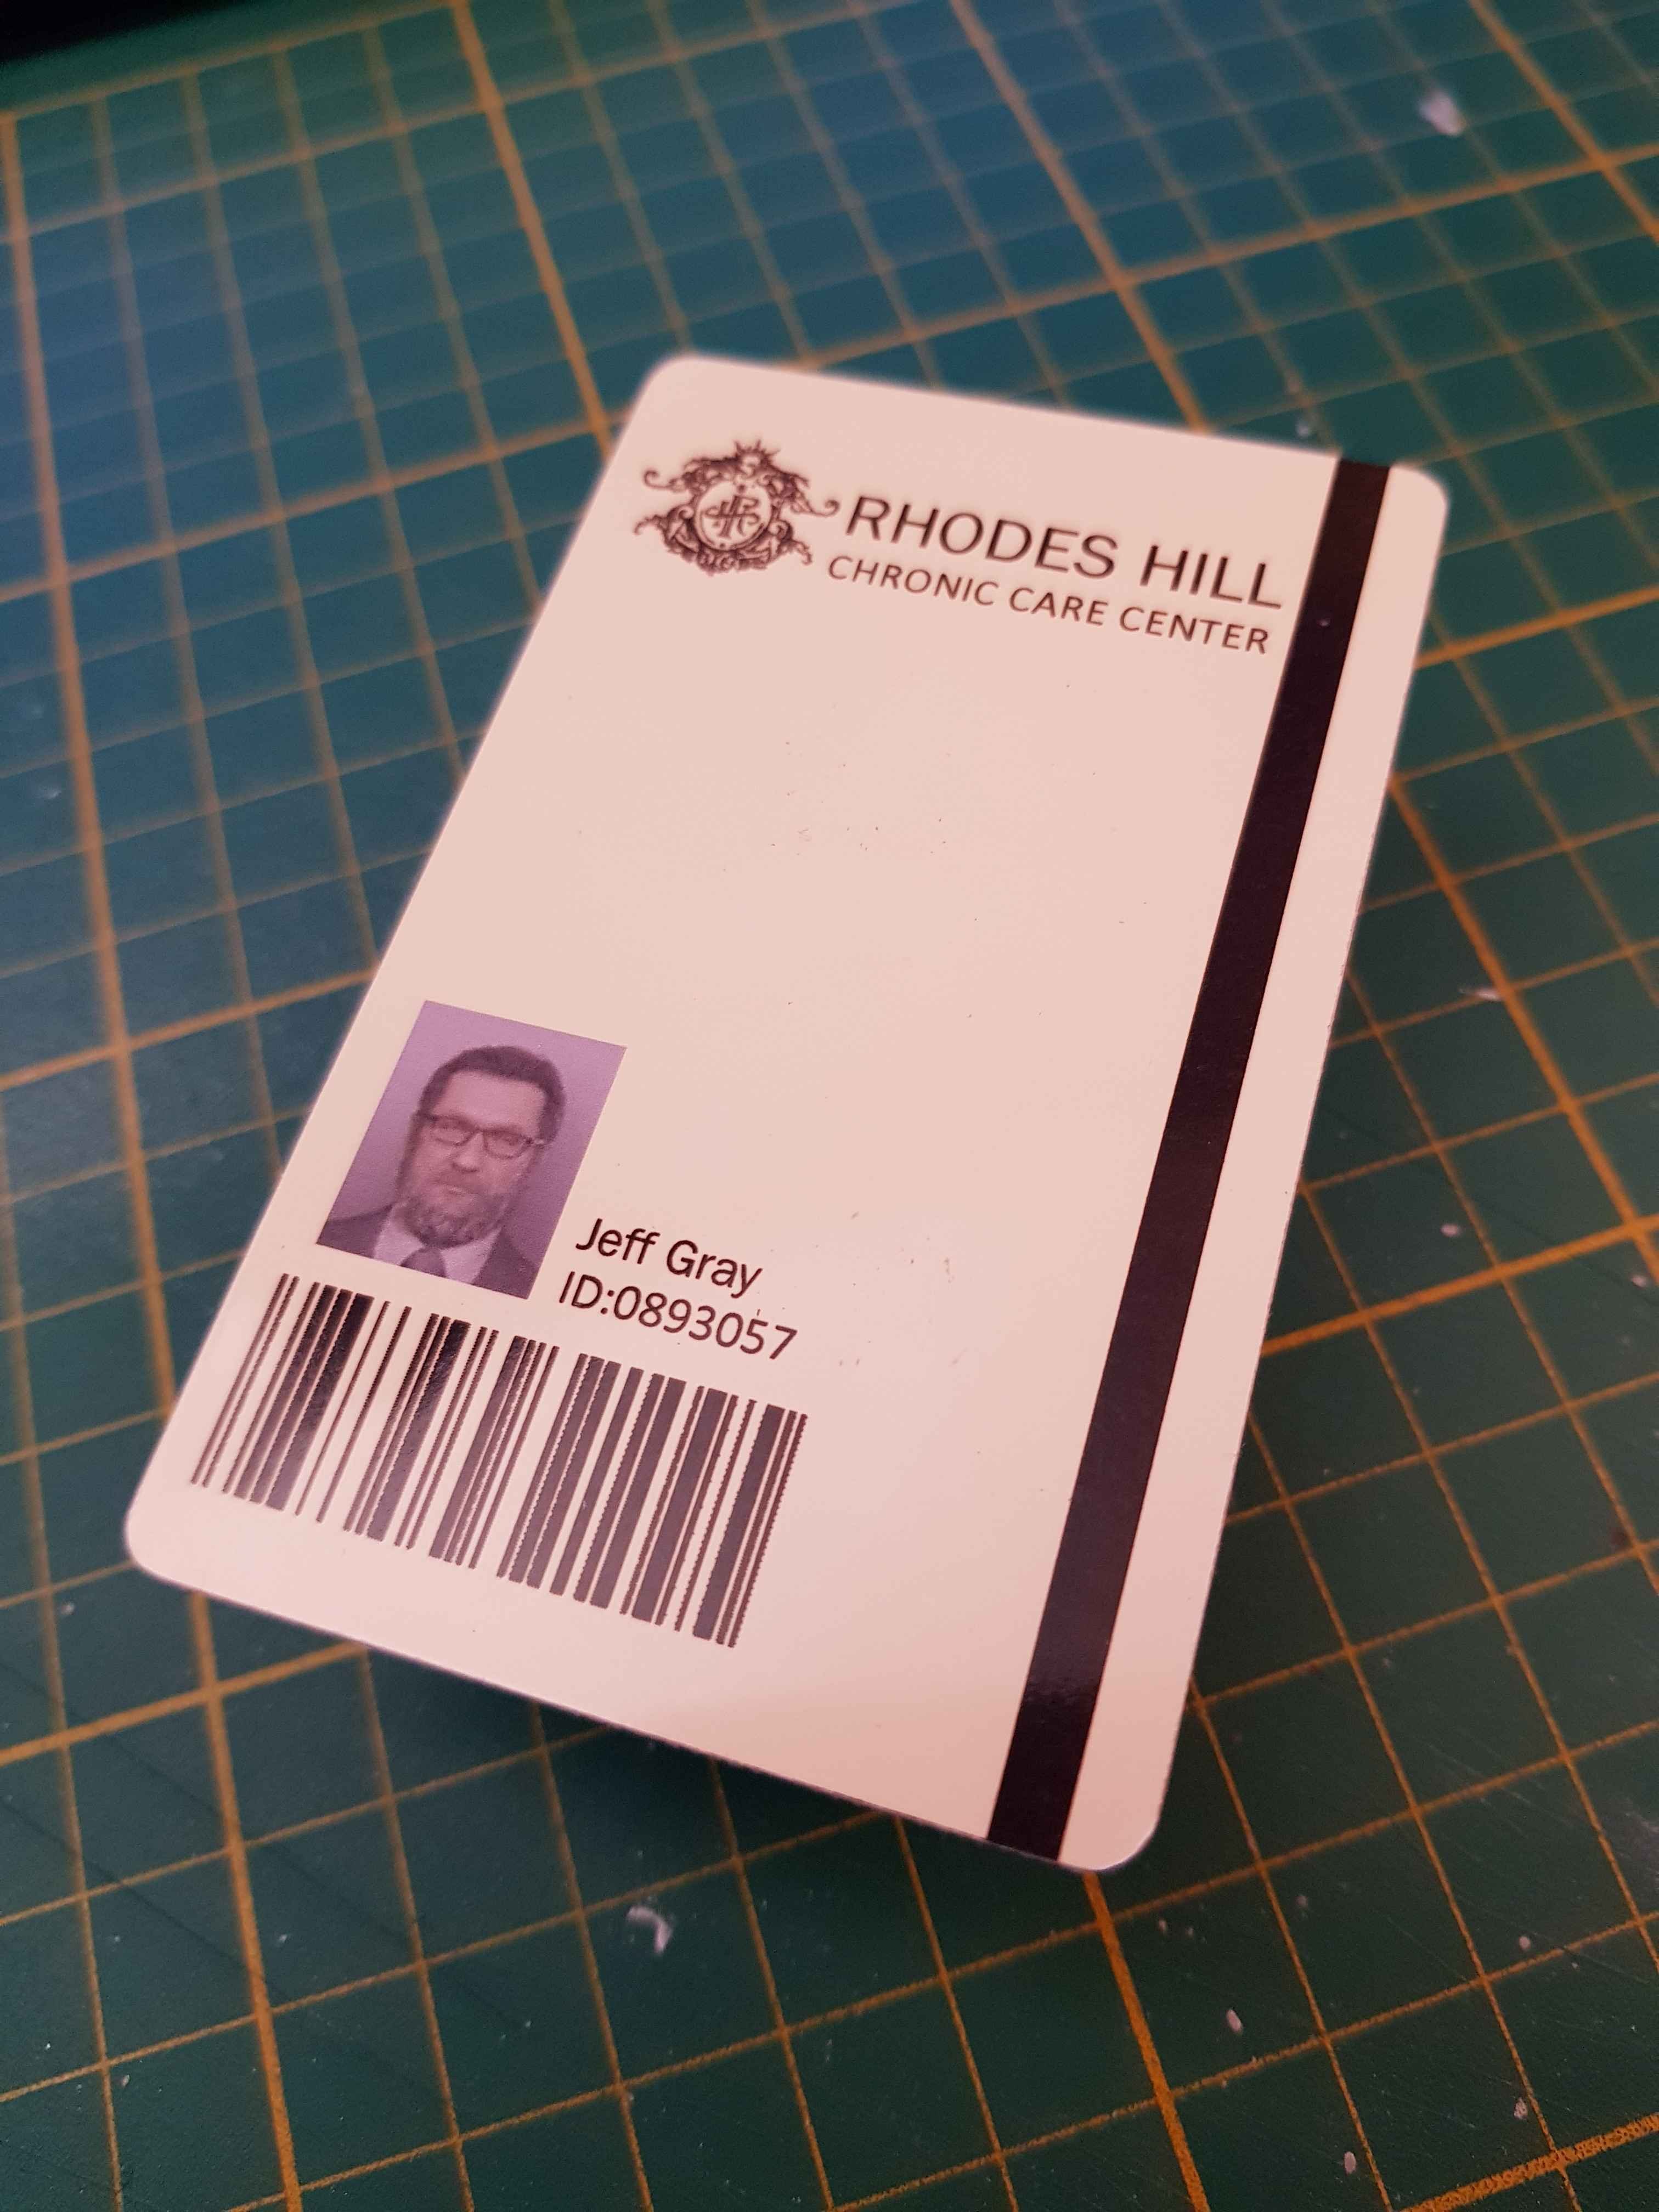 RHODES HILL
CHRONIC CARE CENTER
Jeff Gray
ID:0893057